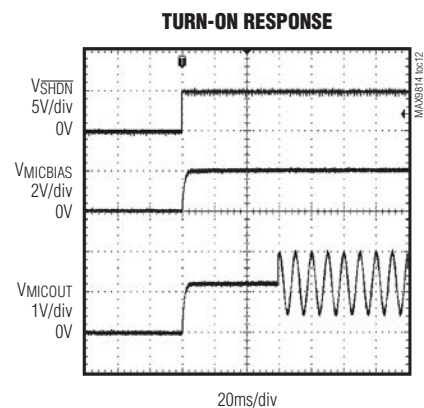 TURN-ON RESPONSE
VSHDN
5V/div
0V
VMICBIAS
2V/div
0V
VMICOUT
1V/div
0V
20ms/div
MAX9814 toc12
T